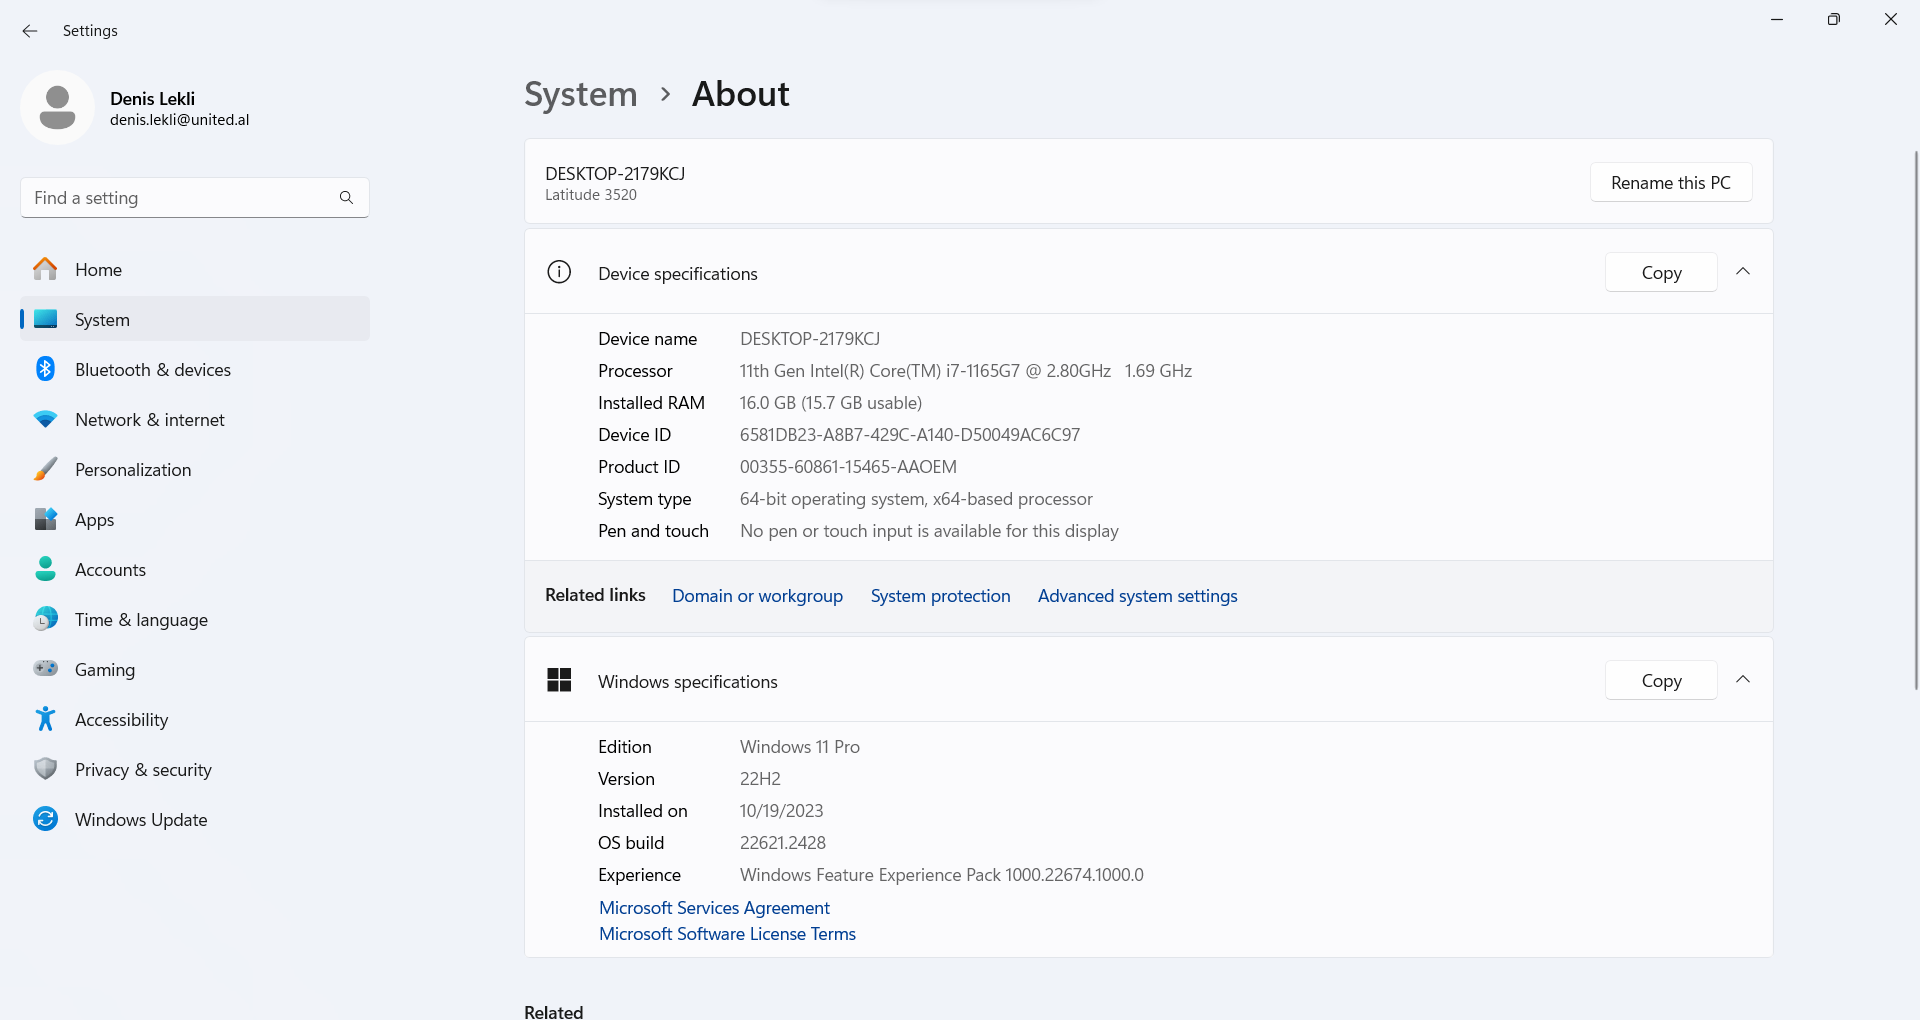 Settings
Denis Lekli
denis.lekli@united.al
Find a setting
Home
System
Bluetooth & devices
Network & internet
Personalization
Apps
Accounts
Time & language
Gaming
Accessibility
Privacy & security
Windows Update
System > About
DESKTOP-2179KCJ
Latitude 3520
Rename this PC
Device specifications
Copy
Device name DESKTOP-2179KCJ
Processor 11th Gen Intel(R) Core(TM) i7-1165G7 @ 2.80GHz 1.69 GHz
Installed RAM 16.0 GB (15.7 GB usable)
Device ID 6581DB23-A8B7-429C-A140-D50049AC6C97
Product ID 00355-60861-15465-AAOEM
System type 64-bit operating system, x64-based processor
Pen and touch No pen or touch input is available for this display
Related links Domain or workgroup System protection Advanced system settings
Windows specifications
Copy
Edition Windows 11 Pro
Version 22H2
Installed on 10/19/2023
OS build 22621.2428
Experience Windows Feature Experience Pack 1000.22674.1000.0
Microsoft Services Agreement
Microsoft Software License Terms
Related